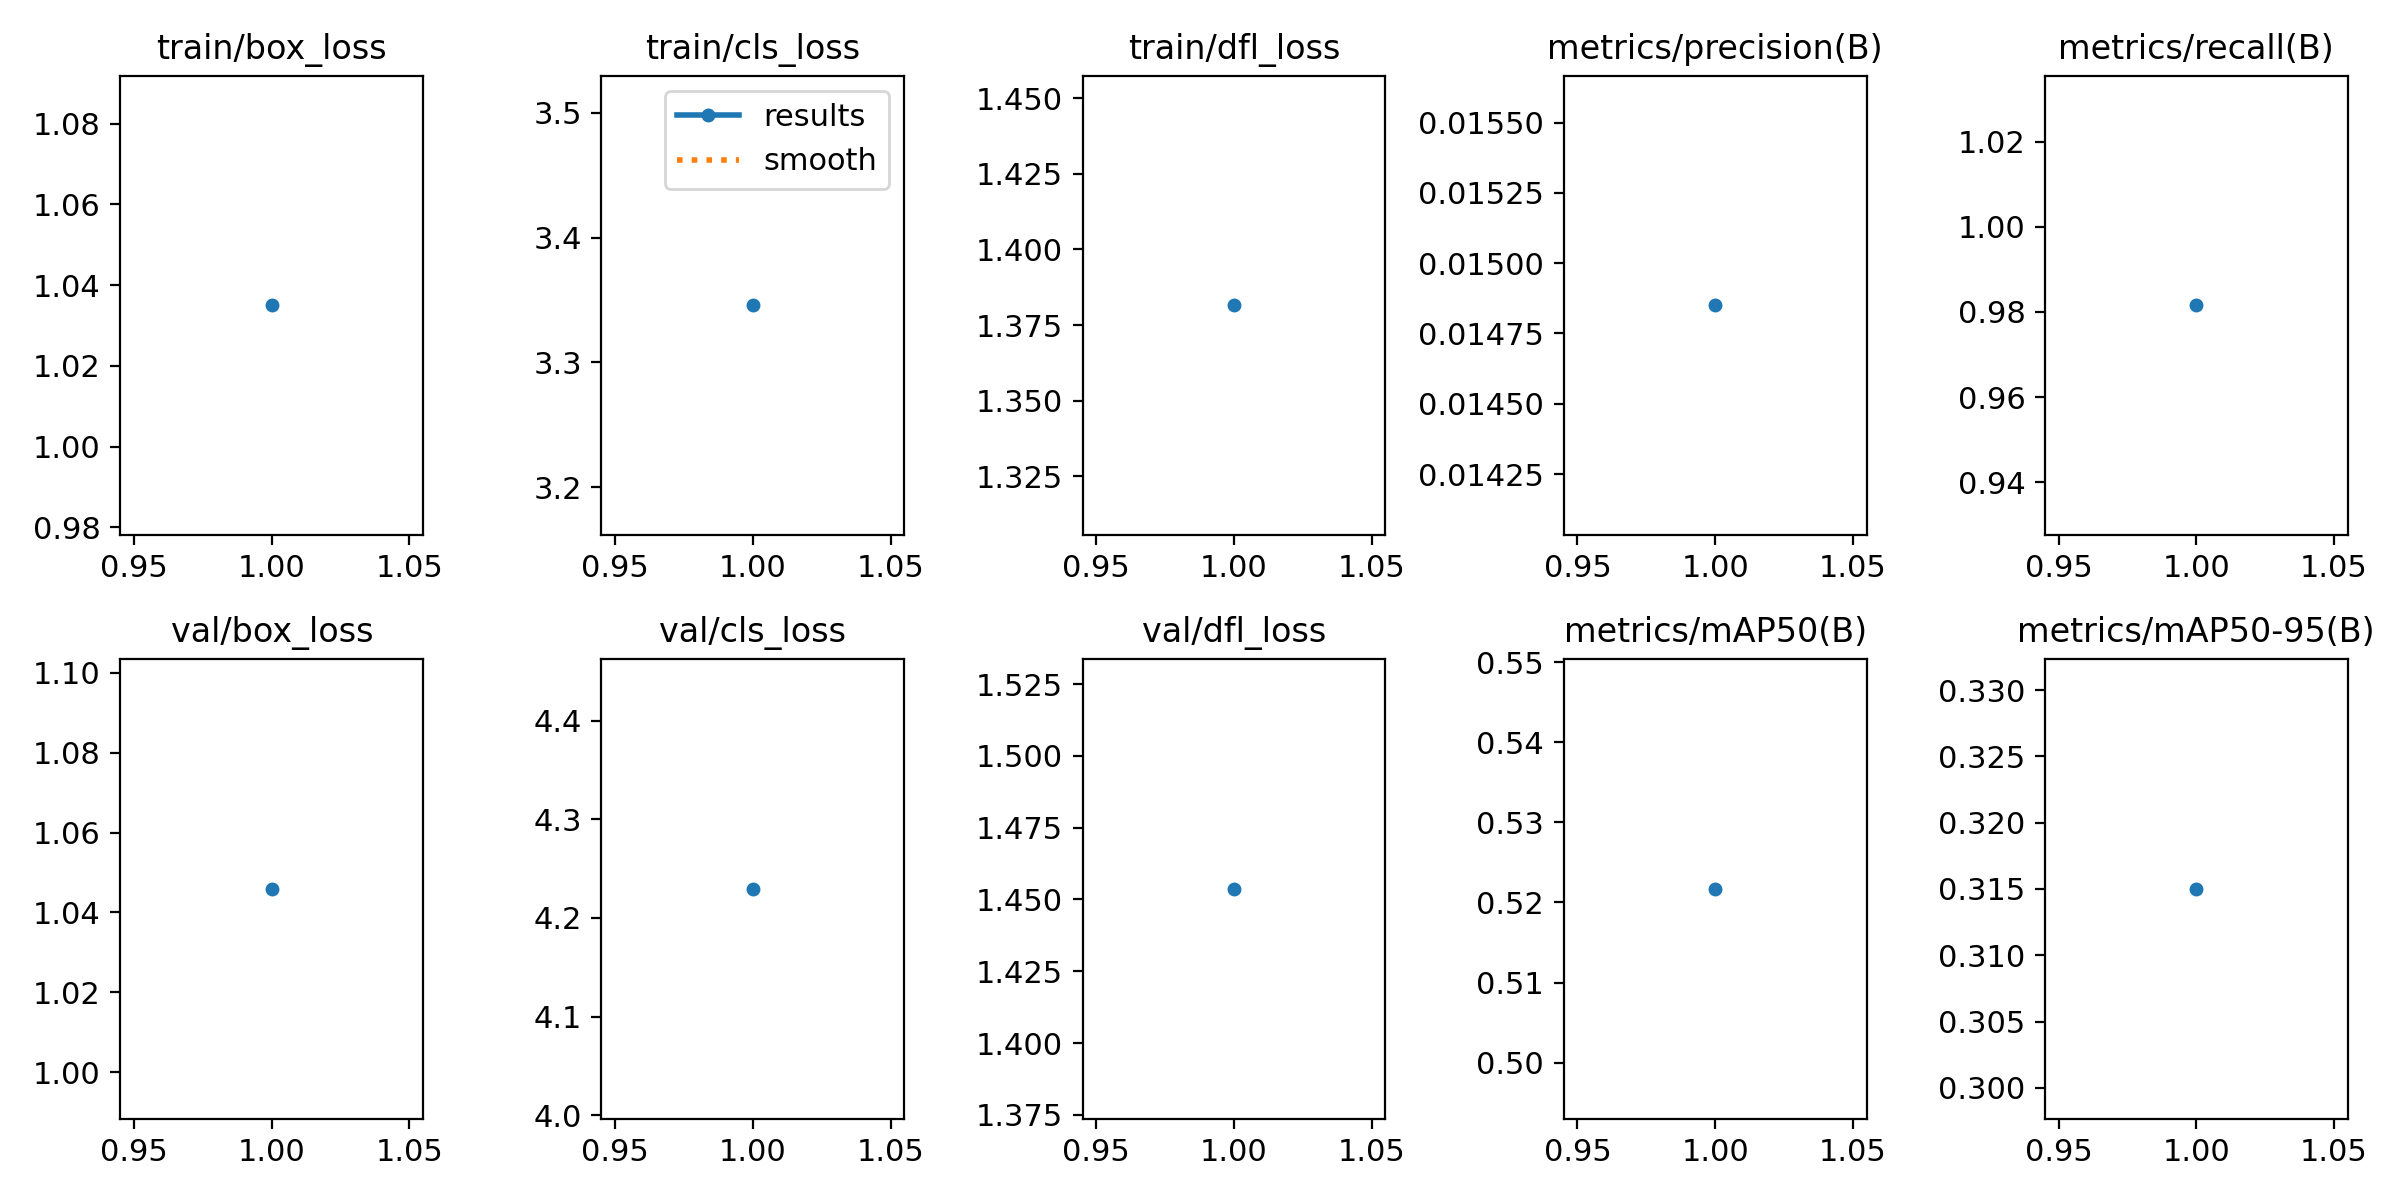 train/box_loss
1.08
1.06
1.04
1.02
1.00
0.98
0.95 1.00 1.05
train/cls_loss
results
smooth
3.5
3.4
3.3
3.2
0.95 1.00 1.05
train/dfl_loss
1.450
1.425
1.400
1.375
1.350
1.325
0.95 1.00 1.05
metrics/precision(B)
0.01550
0.01525
0.01500
0.01475
0.01450
0.01425
0.95 1.00 1.05
metrics/recall(B)
1.02
1.00
0.98
0.96
0.94
0.95 1.00 1.05
val/box_loss
1.10
1.08
1.06
1.04
1.02
1.00
0.95 1.00 1.05
val/cls_loss
4.4
4.3
4.2
4.1
4.0
0.95 1.00 1.05
val/dfl_loss
1.525
1.500
1.475
1.450
1.425
1.400
1.375
0.95 1.00 1.05
metrics/mAP50(B)
0.55
0.54
0.53
0.52
0.51
0.50
0.95 1.00 1.05
metrics/mAP50-95(B)
0.330
0.325
0.320
0.315
0.310
0.305
0.300
0.95 1.00 1.05